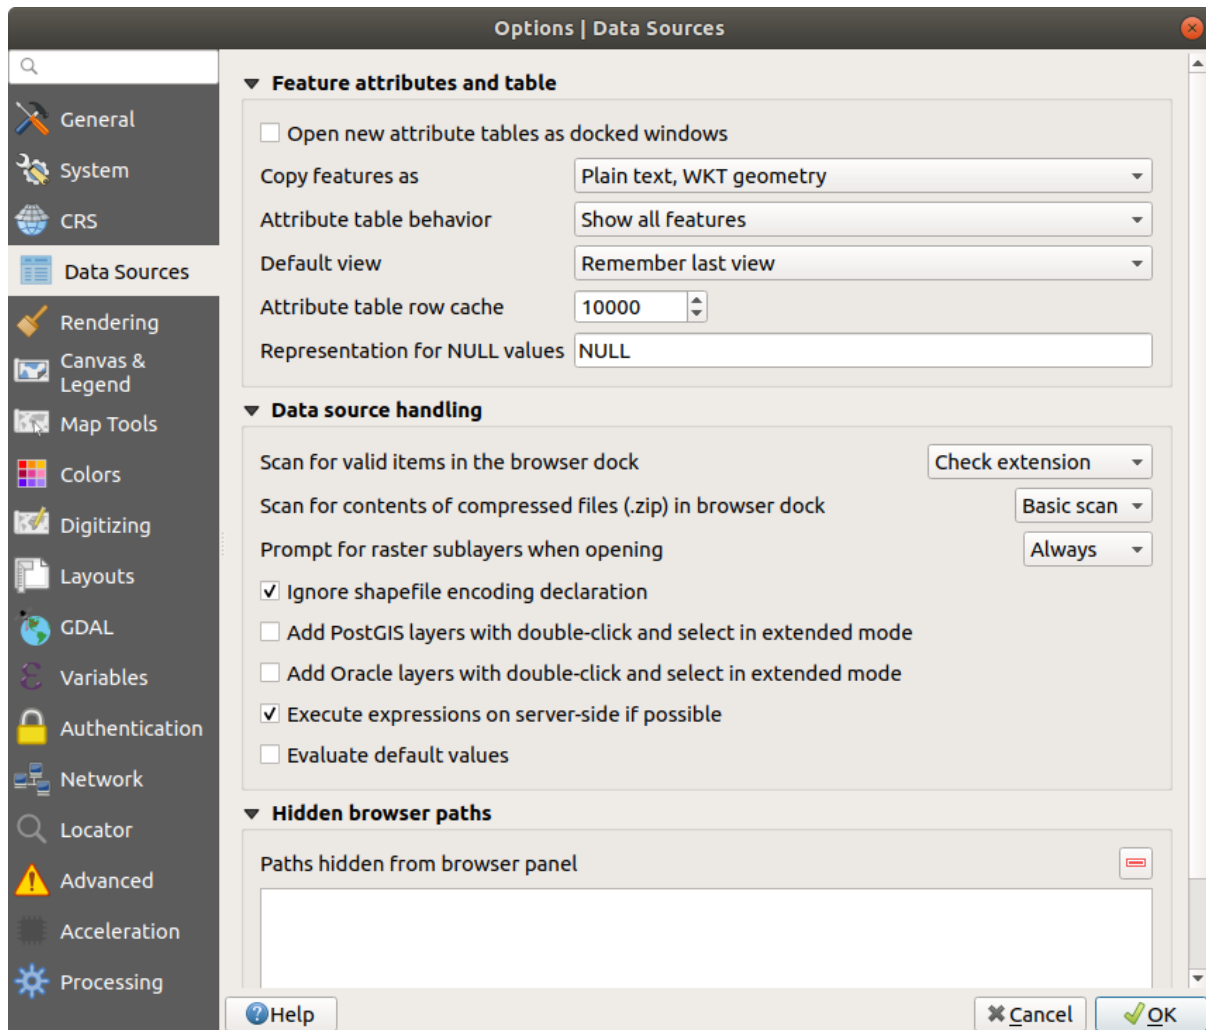 Options | Data Sources
General
System
CRS
Data Sources
Rendering
Canvas &
Legend
Map Tools
Colors
Digitizing
Layouts
GDAL
Variables
Authentication
Network
Locator
Advanced
Acceleration
Processing
Feature attributes and table
Open new attribute tables as docked windows
Copy features as Plain text, WKT geometry
Attribute table behavior Show all features
Default view Remember last view
Attribute table row cache 10000
Representation for NULL values NULL
Data source handling
Scan for valid items in the browser dock Check extension
Scan for contents of compressed files (.zip) in browser dock Basic scan
Prompt for raster sublayers when opening Always
Ignore shapefile encoding declaration
Add PostGIS layers with double-click and select in extended mode
Add Oracle layers with double-click and select in extended mode
Execute expressions on server-side if possible
Evaluate default values
Hidden browser paths
Paths hidden from browser panel
Help Cancel OK